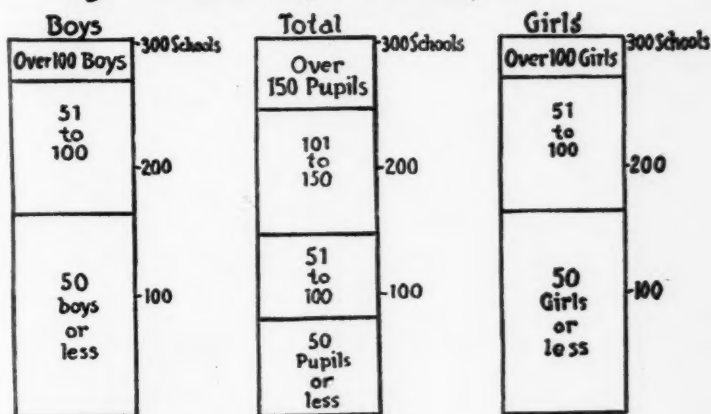 Boys
300 Schools
Over 100 Boys
51
to
100
200
50
boys
or
less
100
Total
300 Schools
Over
150 Pupils
101
to
150
200
51
to
100
100
50
Pupils
or
less
Girls
300 Schools
Over 100 Girls
51
to
100
200
50
Girls
or
less
100